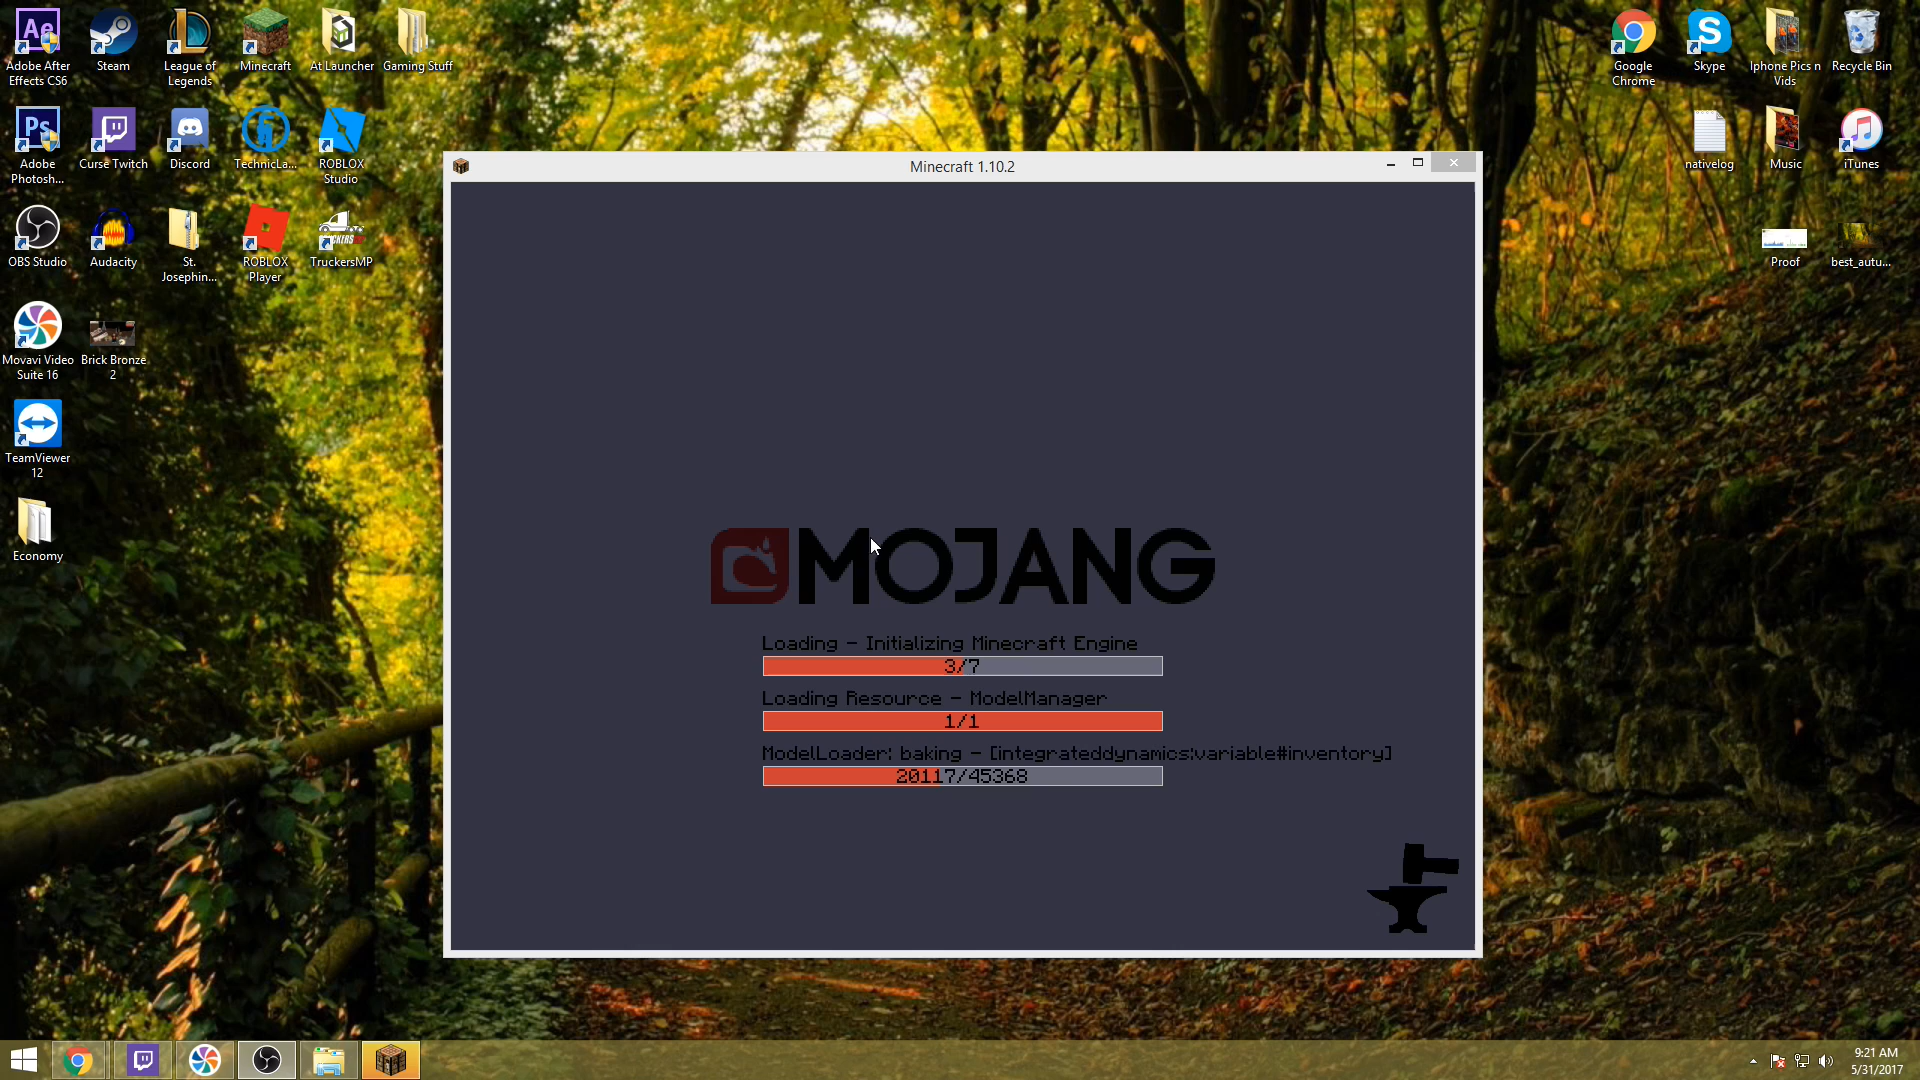 Adobe After
Effects CS6
Steam
League of
Legends
Minecraft
At Launcher
Gaming Stuff
Google
Chrome
Skype
Iphone Pics n
Vids
Recycle Bin
Ae
S
Ps
Adobe
Photosh...
Curse Twitch
Discord
TechnicLa...
ROBLOX
Studio
nativelog
Music
iTunes
OBS Studio
Audacity
St.
Josephin...
ROBLOX
Player
TruckersMP
Proof
best_autu...
Movavi Video
Suite 16
Brick Bronze
2
TeamViewer
12
Economy
Minecraft 1.10.2
MOJANG
Loading - Initializing Minecraft Engine
3/7
Loading Resource - ModelManager
1/1
ModelLoader: baking - [integrateddynamics:variable#inventory]
20117/45368
9:21 AM
5/31/2017